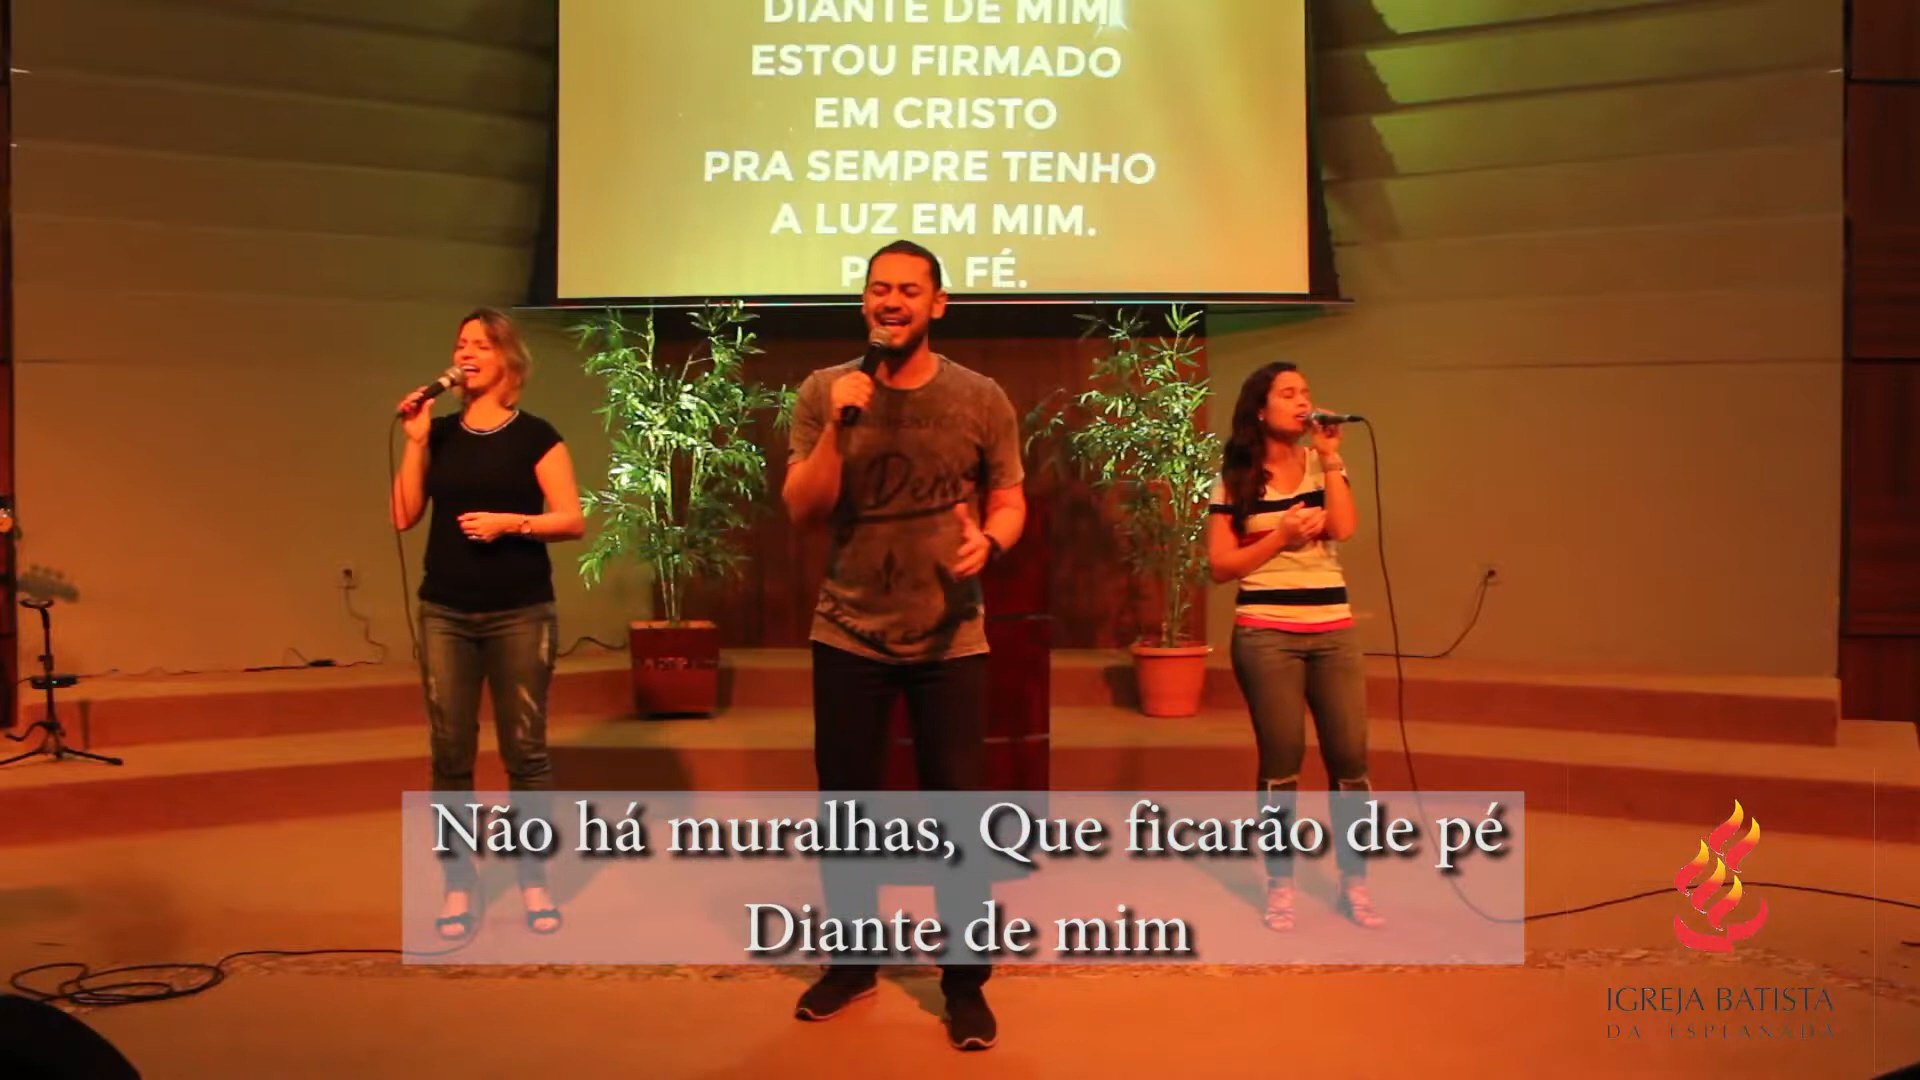 DIANTE DE MIM
ESTOU FIRMADO
EM CRISTO
PRA SEMPRE TENHO
A LUZ EM MIM.
FÉ.
Não há muralhas, Que ficarão de pé
Diante de mim
IGREJA BATISTA
DA ESPLANADA